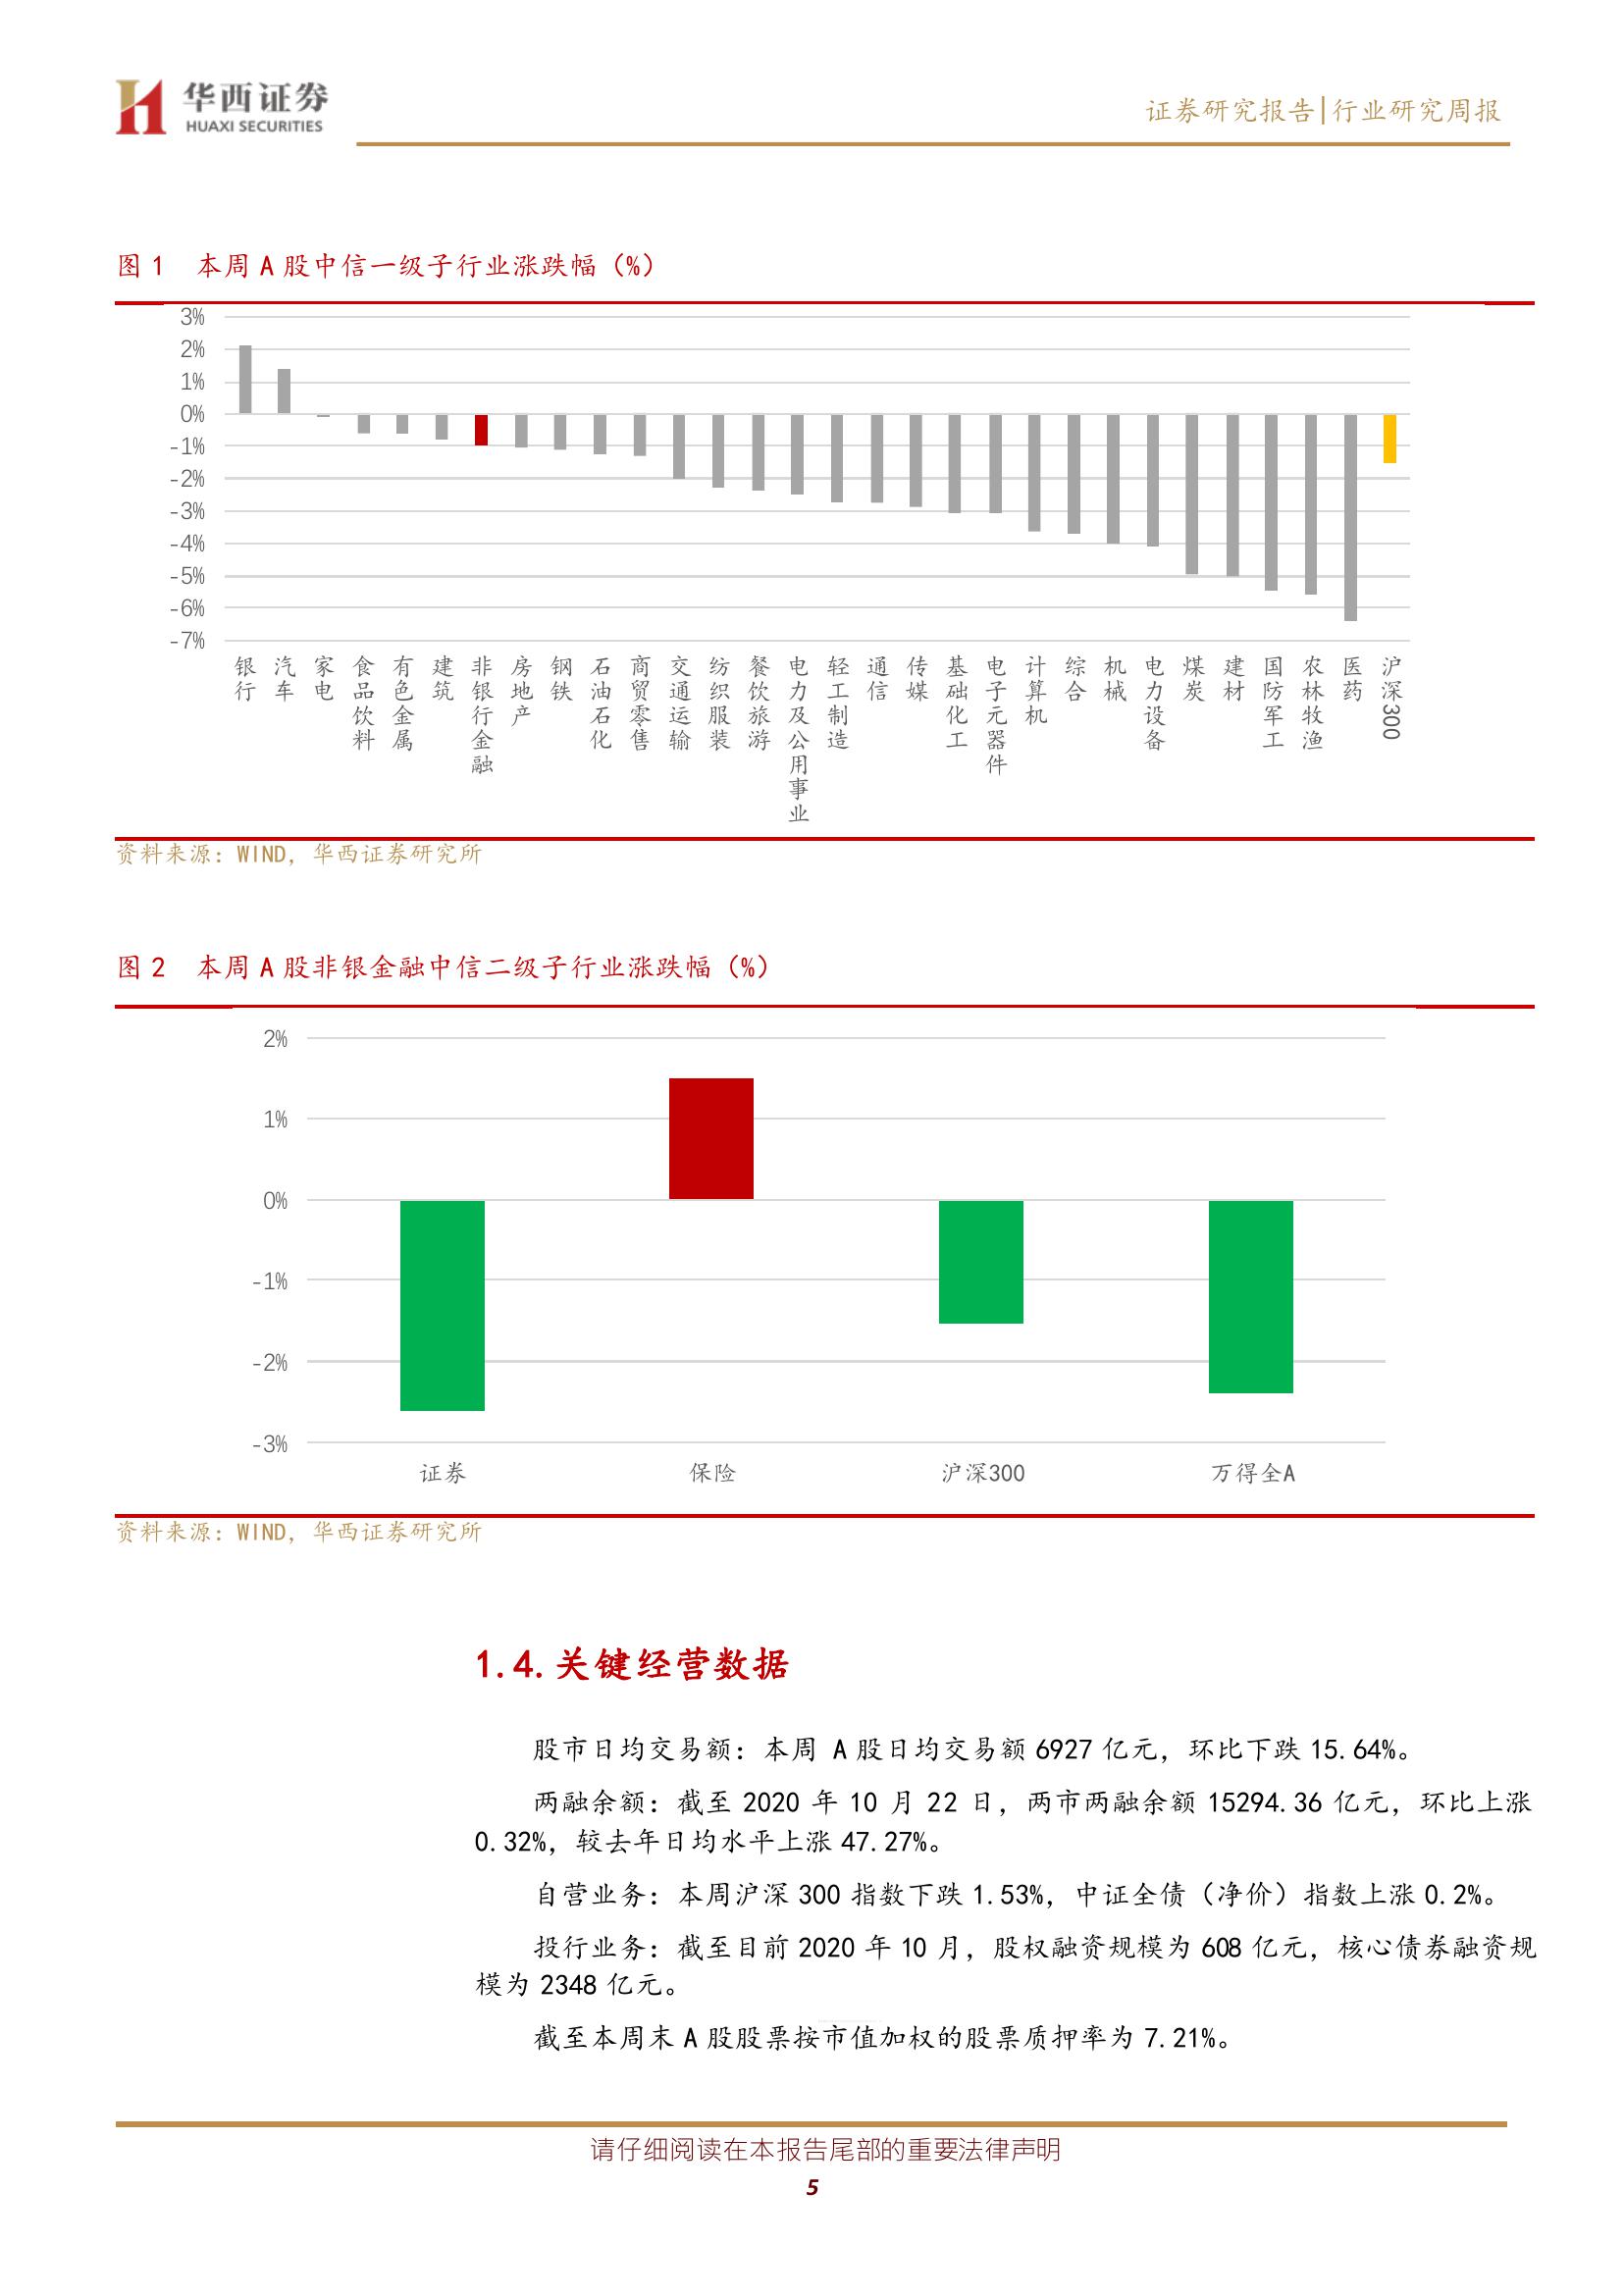 华西证券
HUAXI SECURITIES
证券研究报告|行业研究周报
图 1 本周 A 股中信一级子行业涨跌幅（%）
3%
2%
1%
0%
-1%
-2%
-3%
-4%
-5%
-6%
-7%
银行
汽车
家电
食品饮料
有色金属
建筑
非银行金融
房地产
钢铁
石油石化
商贸零售
交通运输
纺织服装
餐饮旅游
电力及公用事业
轻工制造
通信
传媒
基础化工
电子元器件
计算机
综合
机械
电力设备
煤炭
建材
国防军工
农林牧渔
医药
沪深300
资料来源：WIND，华西证券研究所
图 2 本周 A 股非银金融中信二级子行业涨跌幅（%）
2%
1%
0%
-1%
-2%
-3%
证券 保险 沪深300 万得全A
资料来源：WIND，华西证券研究所
1.4.关键经营数据
股市日均交易额：本周 A 股日均交易额 6927 亿元，环比下跌 15.64%。
两融余额：截至 2020 年 10 月 22 日，两市两融余额 15294.36 亿元，环比上涨
0.32%，较去年日均水平上涨 47.27%。
自营业务：本周沪深 300 指数下跌 1.53%，中证全债（净价）指数上涨 0.2%。
投行业务：截至目前 2020 年 10 月，股权融资规模为 608 亿元，核心债券融资规
模为 2348 亿元。
截至本周末 A 股股票按市值加权的股票质押率为 7.21%。
请仔细阅读在本报告尾部的重要法律声明
5